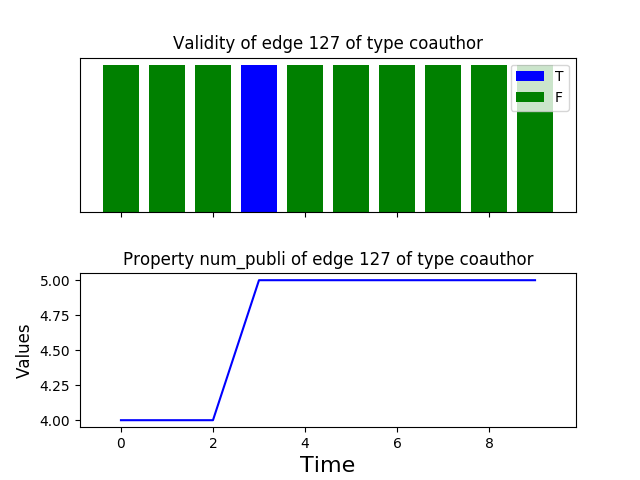 Validity of edge 127 of type coauthor
T
F
Property num_publi of edge 127 of type coauthor
5.00
4.75
4.50
4.25
4.00
Values
0 2 4 6 8
Time